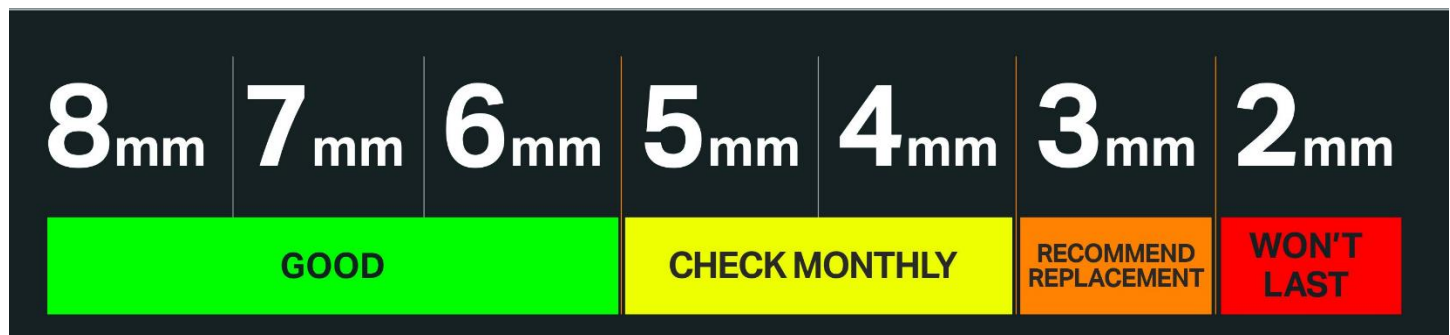 8mm 7mm 6mm 5mm 4mm 3mm 2mm
GOOD
CHECK MONTHLY
RECOMMEND
REPLACEMENT
WON'T
LAST